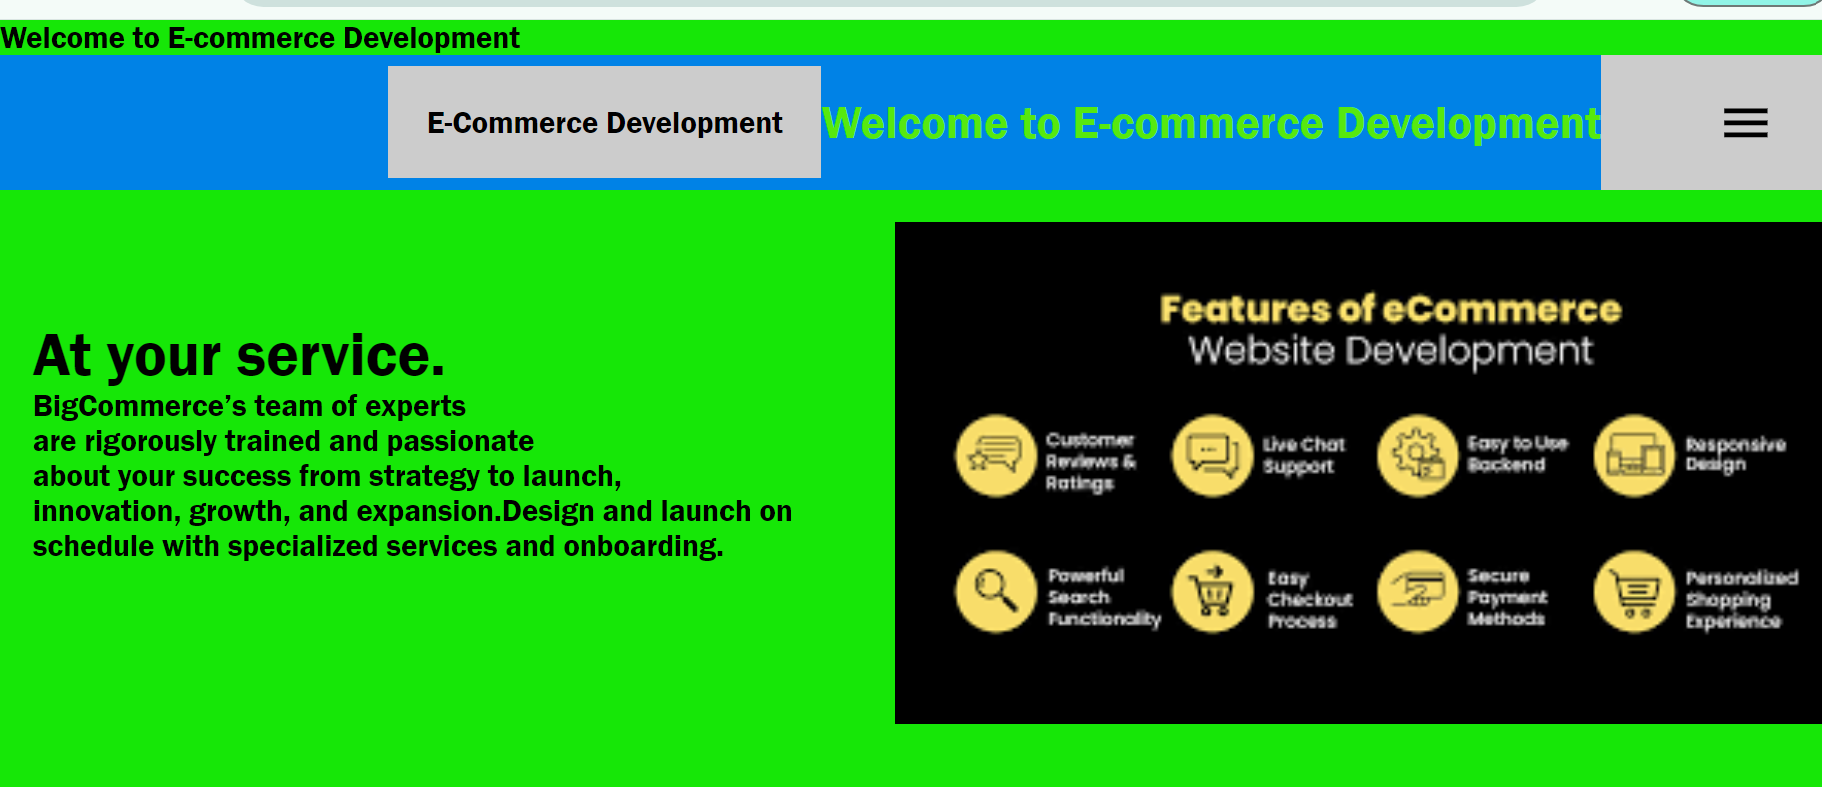 Welcome to E-commerce Development
E-Commerce Development
Welcome to E-commerce Development
At your service.
BigCommerce’s team of experts
are rigorously trained and passionate
about your success from strategy to launch,
innovation, growth, and expansion.Design and launch on
schedule with specialized services and onboarding.
Features of eCommerce
Website Development
Customer
Reviews &
Ratings
Live Chat
Support
Easy to Use
Backend
Responsive
Design
Powerful
Search
Functionality
Easy
Checkout
Process
Secure
Payment
Methods
Personalized
Shopping
Experience